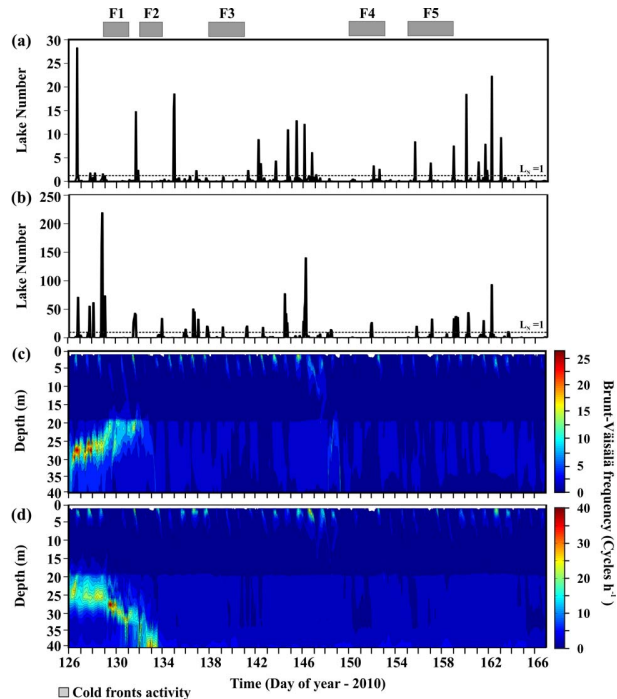 F1 F2 F3 F4 F5
(a)
Lake Number
30
25
20
15
10
5
0
L_N =1
(b)
Lake Number
250
200
150
100
50
0
L_N =1
(c)
Depth (m)
0
5
10
15
20
25
30
35
40
25
20
15
10
5
0
Brunt-Väisälä frequency (Cycles h⁻¹)
(d)
Depth (m)
0
5
10
15
20
25
30
35
40
40
30
20
10
0
126 130 134 138 142 146 150 154 158 162 166
Time (Day of year - 2010)
Cold fronts activity